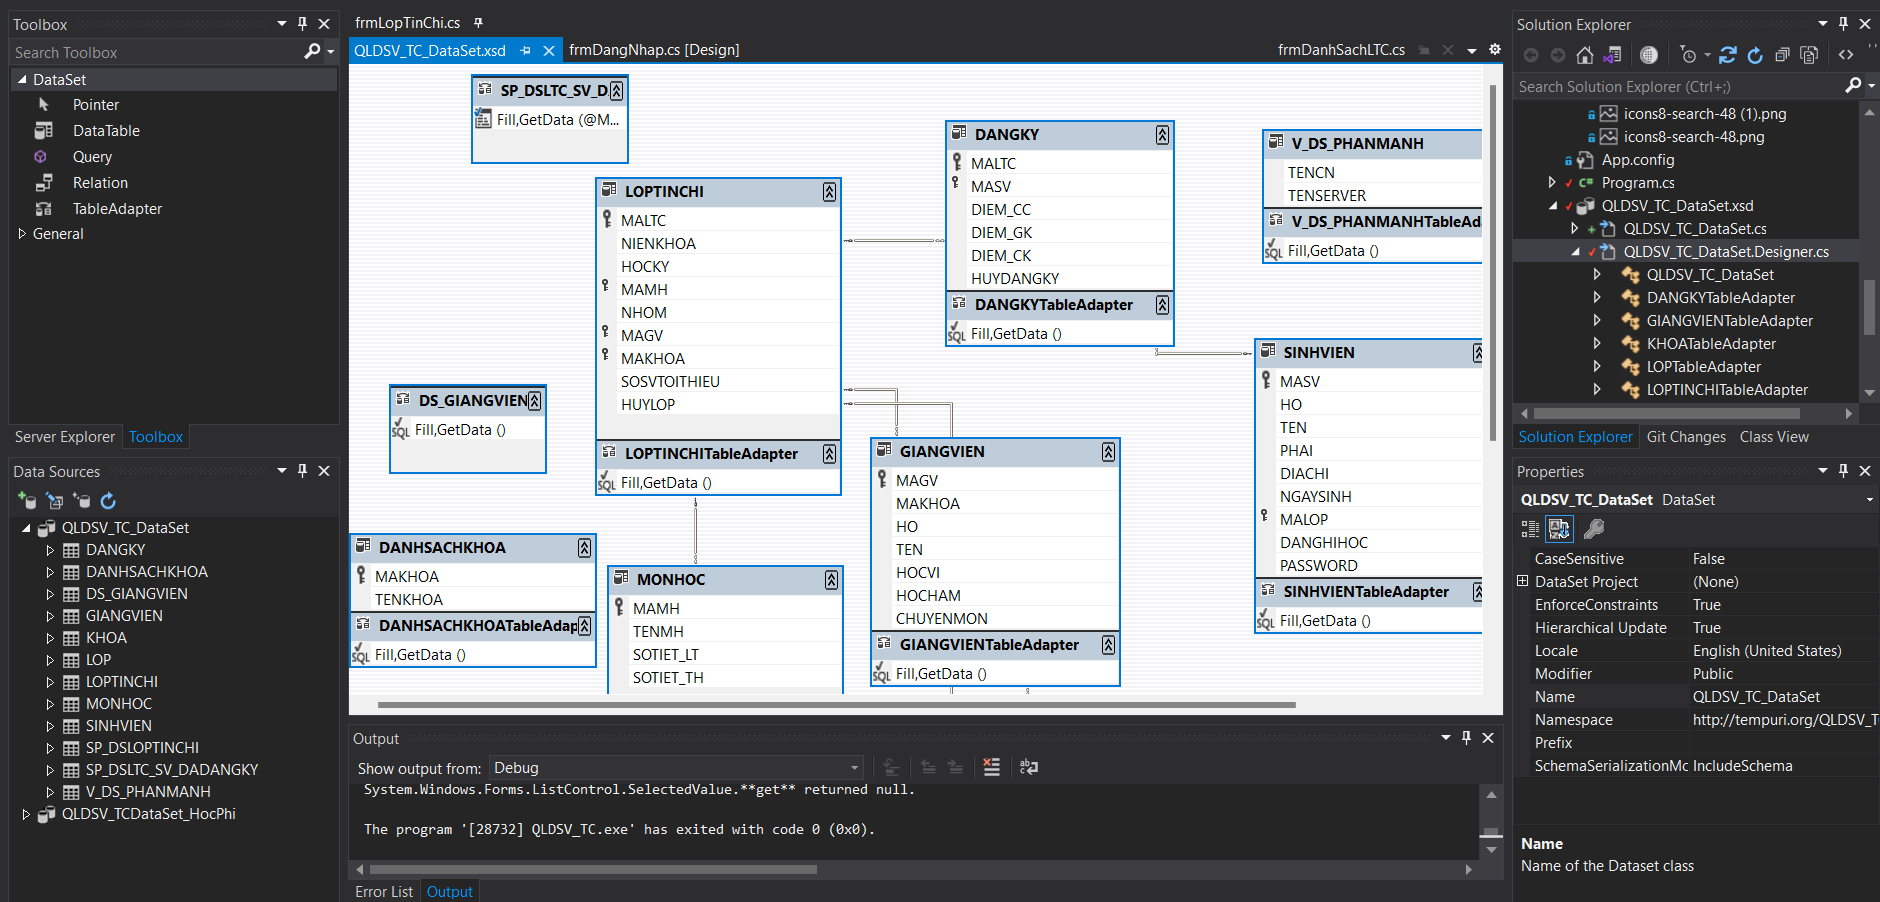 Toolbox
Search Toolbox
DataSet
Pointer
DataTable
Query
Relation
TableAdapter
General
Server Explorer
Toolbox
Data Sources
QLDSV_TC_DataSet
DANGKY
DANHSACHKHOA
DS_GIANGVIEN
GIANGVIEN
KHOA
LOP
LOPTINCHI
MONHOC
SINHVIEN
SP_DSLOPTINCHI
SP_DSLTC_SV_DADANGKY
V_DS_PHANMANH
QLDSV_TCDataSet_HocPhi
frmLopTinChi.cs
QLDSV_TC_DataSet.xsd
frmDangNhap.cs [Design]
frmDanhSachLTC.cs
SP_DSLTC_SV_D
Fill,GetData (@M...
LOPTINCHI
MALTC
NIENKHOA
HOCKY
MAMH
NHOM
MAGV
MAKHOA
SOSVTOITHIEU
HUYLOP
LOPTINCHITableAdapter
Fill,GetData ()
DANGKY
MALTC
MASV
DIEM_CC
DIEM_GK
DIEM_CK
HUYDANGKY
DANGKYTableAdapter
SQL Fill,GetData ()
V_DS_PHANMANH
TENCN
TENSERVER
V_DS_PHANMANHTableAda
SQL Fill,GetData ()
SINHVIEN
MASV
HO
TEN
PHAI
DIACHI
NGAYSINH
MALOP
DANGHIHOC
PASSWORD
SINHVIENTableAdapter
SQL Fill,GetData ()
DS_GIANGVIEN
SQL Fill,GetData ()
GIANGVIEN
MAGV
MAKHOA
HO
TEN
HOCVI
HOCHAM
CHUYENMON
GIANGVIENTableAdapter
SQL Fill,GetData ()
DANHSACHKHOA
MAKHOA
TENKHOA
DANHSACHKHOATableAdap
SQL Fill,GetData ()
MONHOC
MAMH
TENMH
SOTIET_LT
SOTIET_TH
Output
Show output from: Debug
System.Windows.Forms.ListControl.SelectedValue.**get** returned null.
The program '[28732] QLDSV_TC.exe' has exited with code 0 (0x0).
Error List
Output
Solution Explorer
Search Solution Explorer (Ctrl+;)
icons8-search-48 (1).png
icons8-search-48.png
App.config
C# Program.cs
QLDSV_TC_DataSet.xsd
QLDSV_TC_DataSet.cs
QLDSV_TC_DataSet.Designer.cs
QLDSV_TC_DataSet
DANGKYTableAdapter
GIANGVIENTableAdapter
KHOATableAdapter
LOPTableAdapter
LOPTINCHITableAdapter
Solution Explorer
Git Changes
Class View
Properties
QLDSV_TC_DataSet DataSet
CaseSensitive False
DataSet Project (None)
EnforceConstraints True
Hierarchical Update True
Locale English (United States)
Modifier Public
Name QLDSV_TC_DataSet
Namespace http://tempuri.org/QLDSV_T
Prefix
SchemaSerializationMc IncludeSchema
Name
Name of the Dataset class